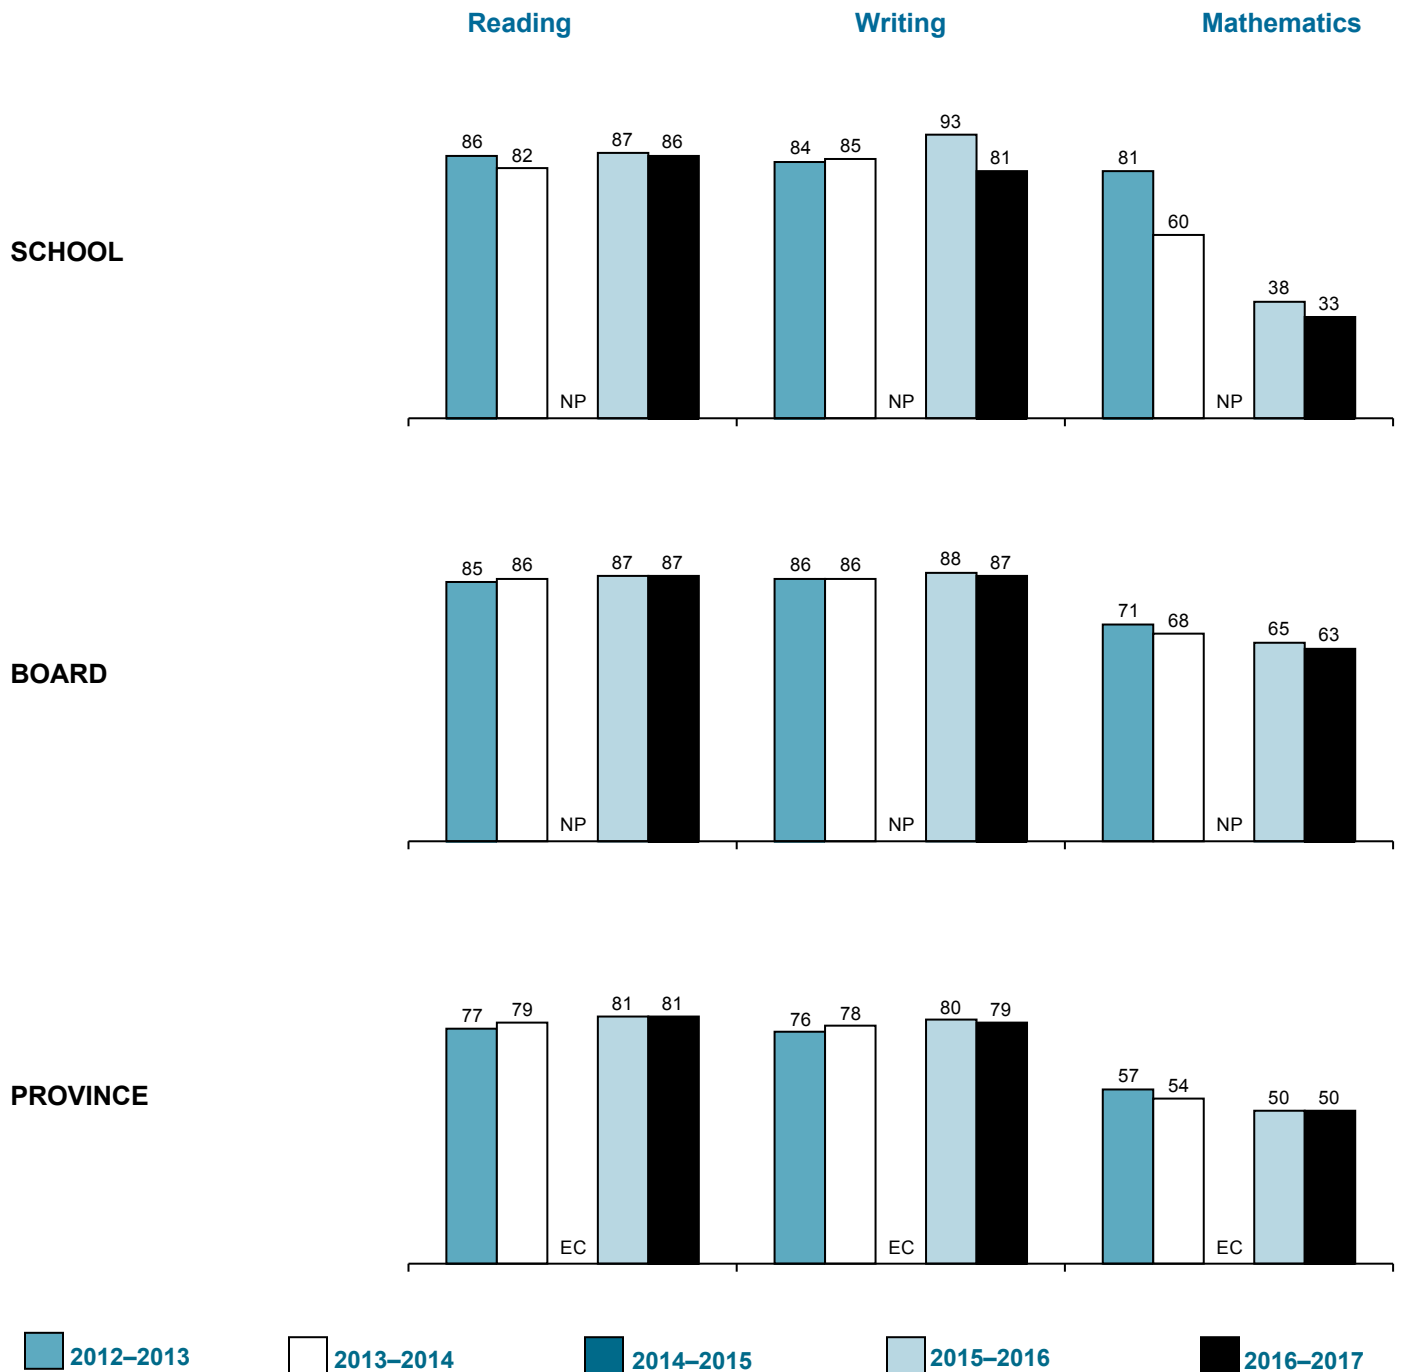 Reading Writing Mathematics
SCHOOL
86 82 NP 87 86
84 85 NP 93 81
81 60 NP 38 33
BOARD
85 86 NP 87 87
86 86 NP 88 87
71 68 NP 65 63
PROVINCE
77 79 EC 81 81
76 78 EC 80 79
57 54 EC 50 50
2012–2013 2013–2014 2014–2015 2015–2016 2016–2017